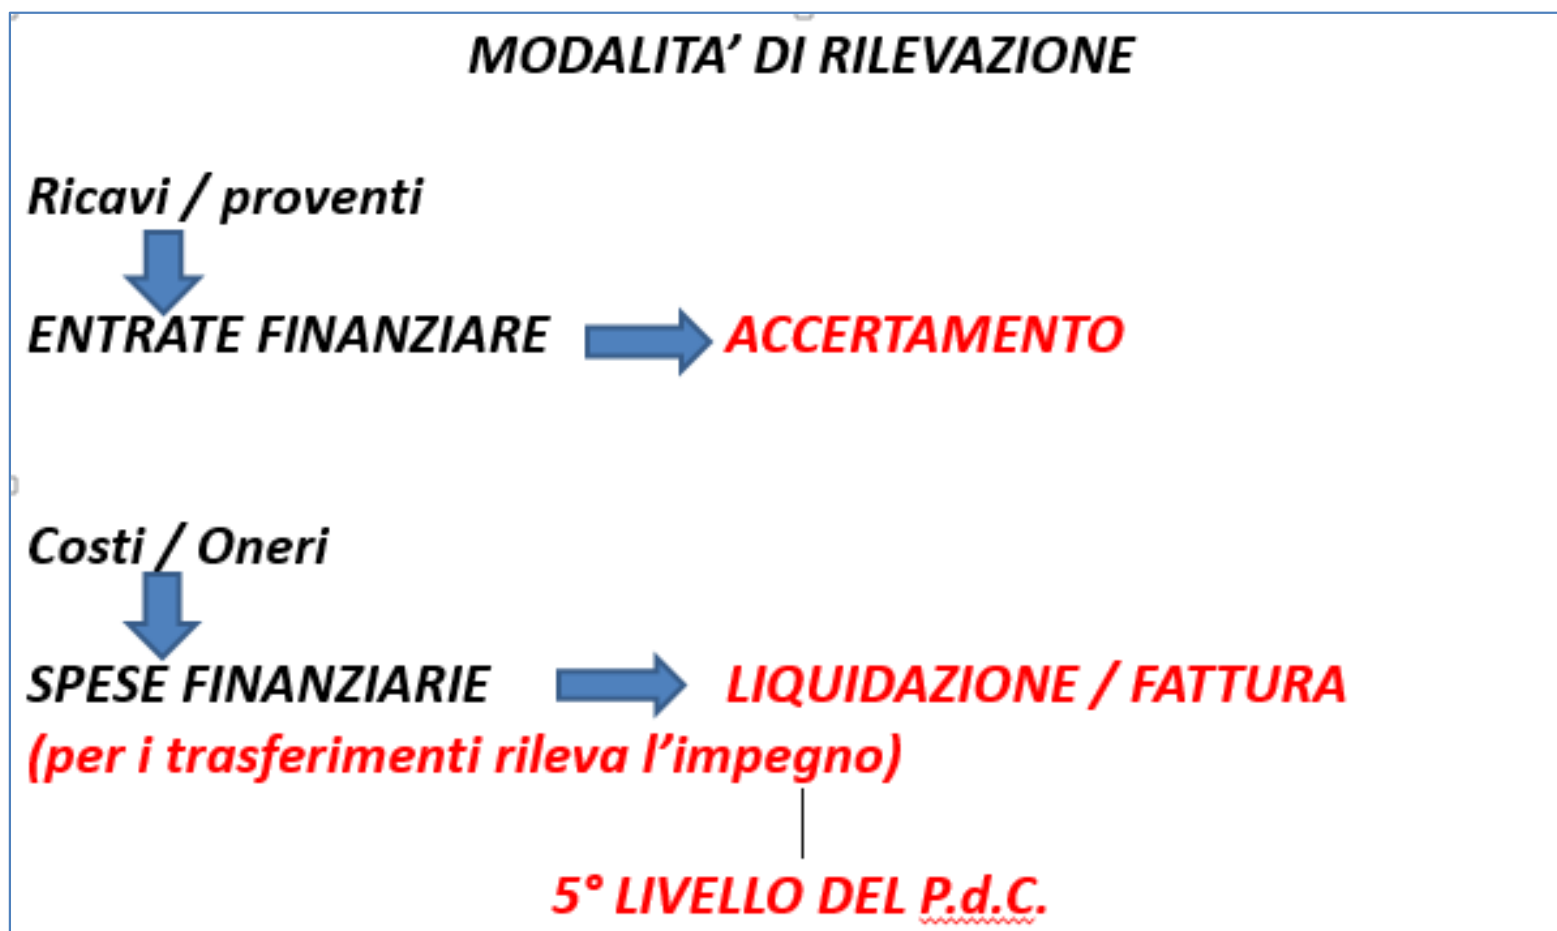 MODALITA’ DI RILEVAZIONE
Ricavi / proventi
ENTRATE FINANZIARE ACCERTAMENTO
Costi / Oneri
SPESE FINANZIARIE LIQUIDAZIONE / FATTURA
(per i trasferimenti rileva l’impegno)
5° LIVELLO DEL P.d.C.